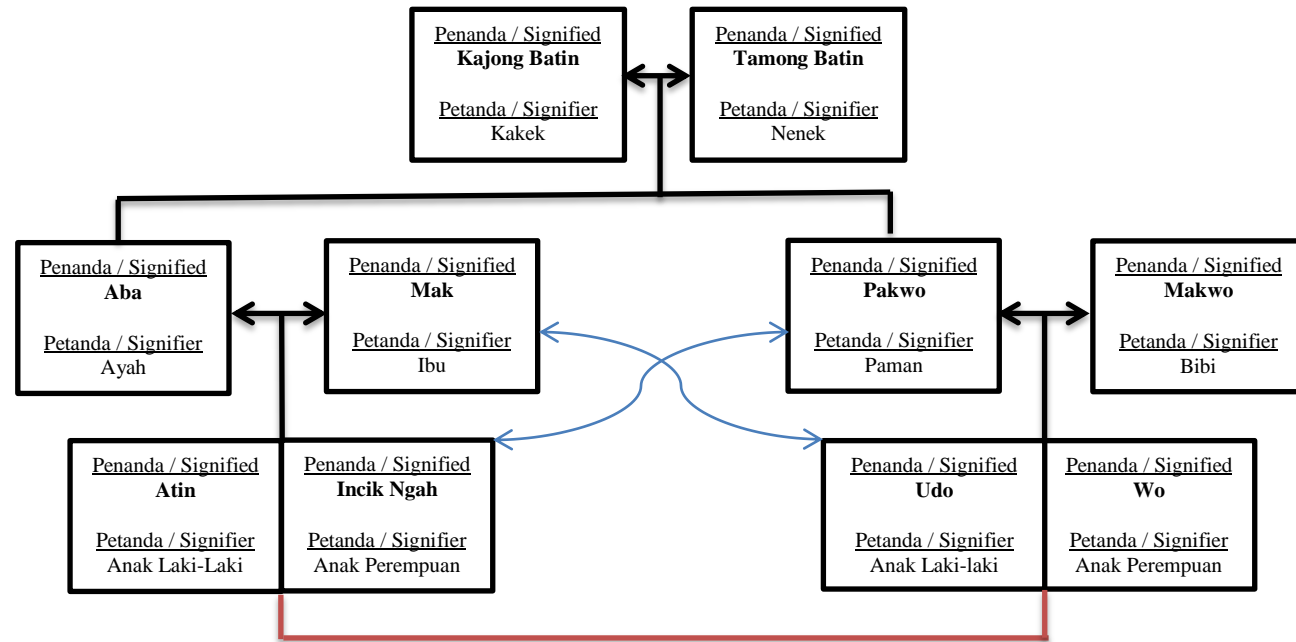 Penanda / Signified
Kajong Batin
Petanda / Signifier
Kakek
Penanda / Signified
Tamong Batin
Petanda / Signifier
Nenek
Penanda / Signified
Aba
Petanda / Signifier
Ayah
Penanda / Signified
Mak
Petanda / Signifier
Ibu
Penanda / Signified
Pakwo
Petanda / Signifier
Paman
Penanda / Signified
Makwo
Petanda / Signifier
Bibi
Penanda / Signified
Atin
Petanda / Signifier
Anak Laki-Laki
Penanda / Signified
Incik Ngah
Petanda / Signifier
Anak Perempuan
Penanda / Signified
Udo
Petanda / Signifier
Anak Laki-laki
Penanda / Signified
Wo
Petanda / Signifier
Anak Perempuan